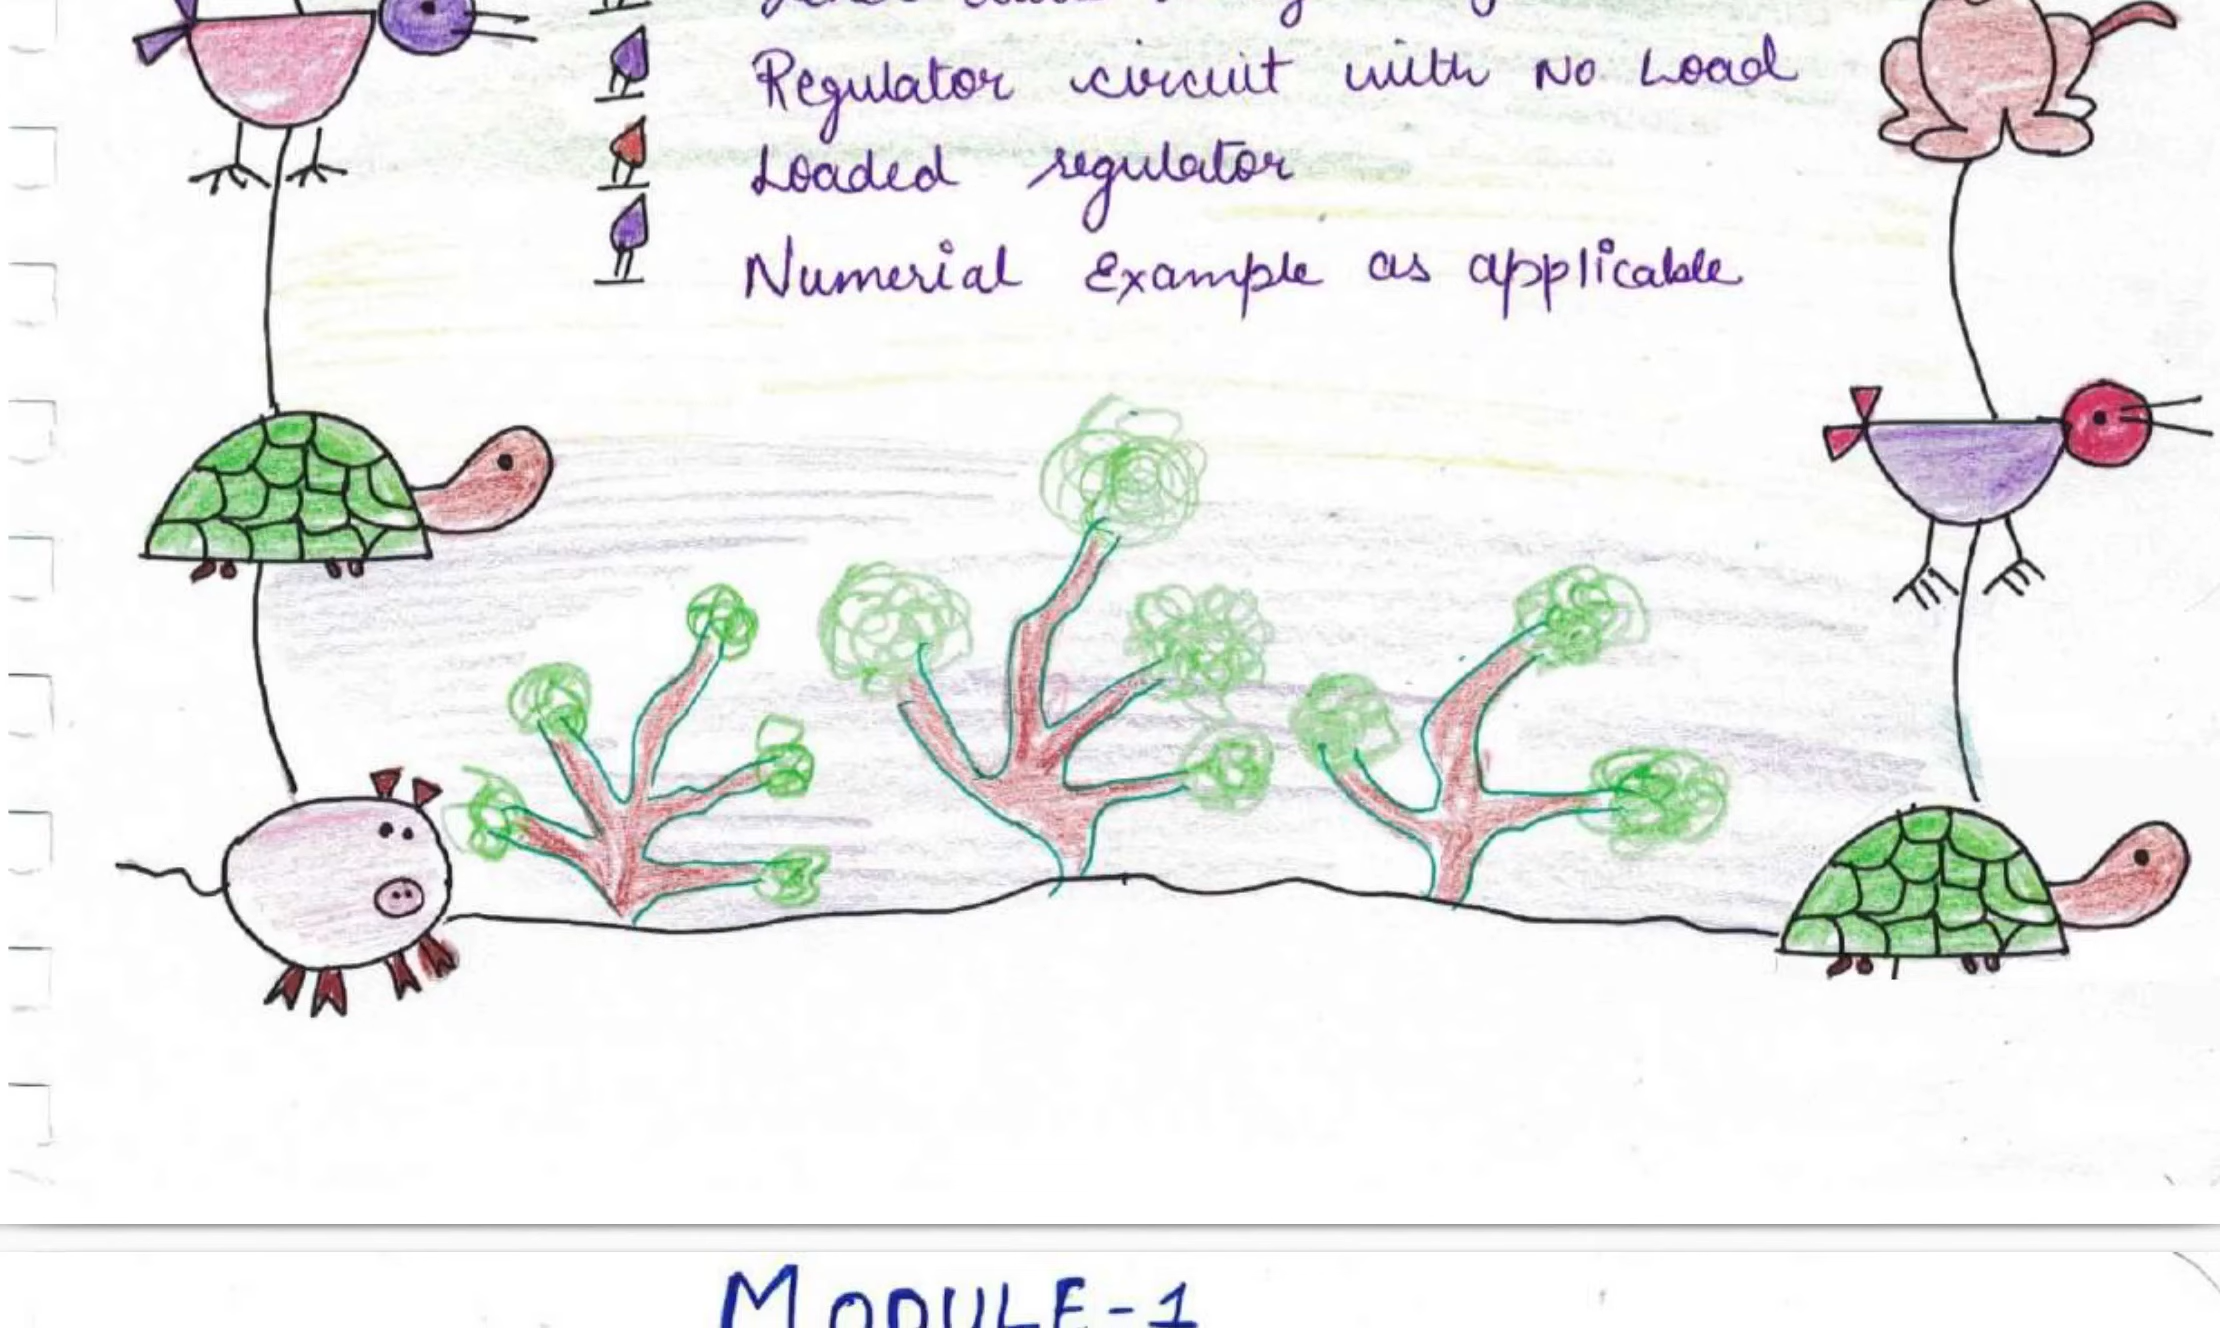 Regulator circuit with No Load
Loaded regulator
Numerial Example as applicable
MODULE-1